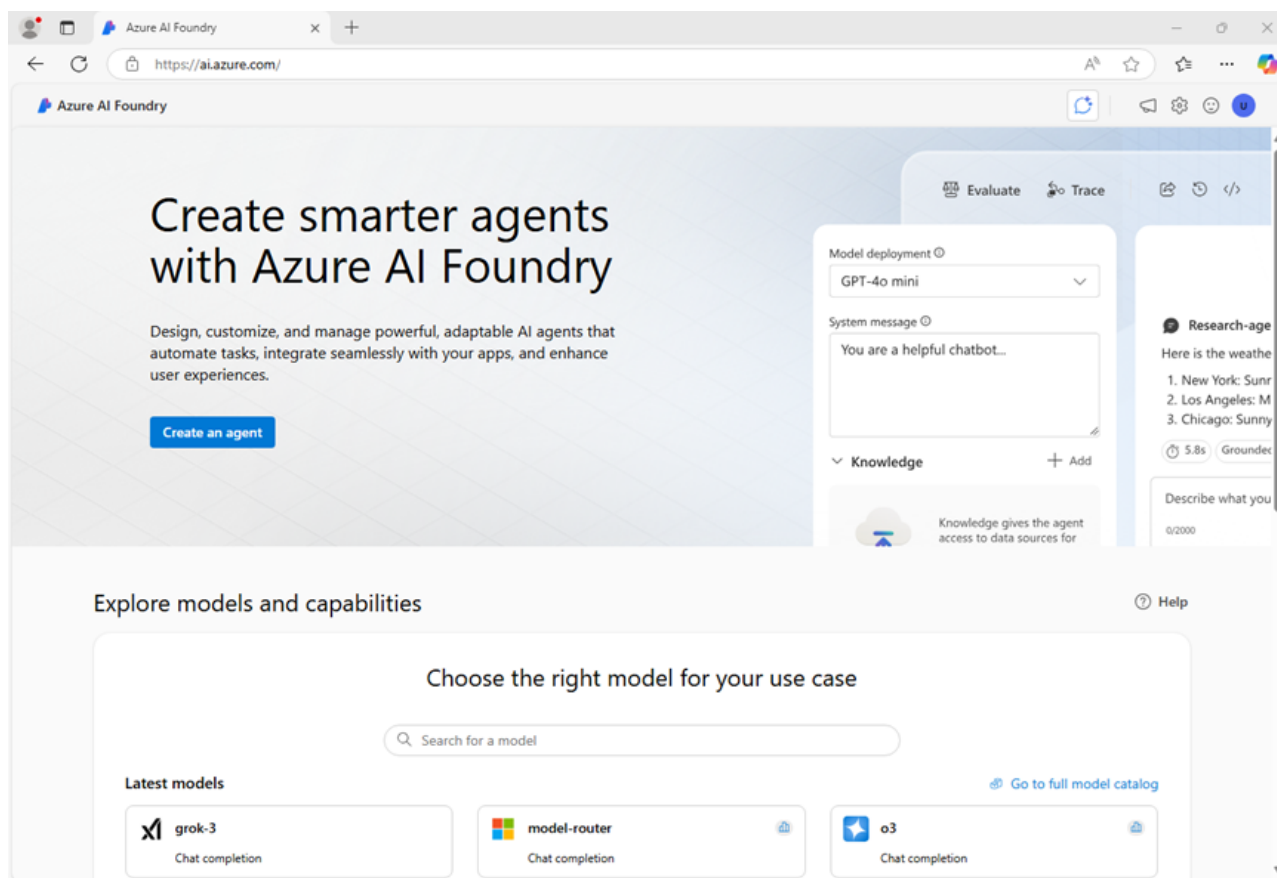 Azure AI Foundry
https://ai.azure.com/
Azure AI Foundry
U
Create smarter agents
with Azure AI Foundry
Design, customize, and manage powerful, adaptable AI agents that
automate tasks, integrate seamlessly with your apps, and enhance
user experiences.
Create an agent
Evaluate Trace
Model deployment
GPT-4o mini
System message
You are a helpful chatbot...
Knowledge Add
Knowledge gives the agent
access to data sources for
Research-age
Here is the weathe
1. New York: Sunr
2. Los Angeles: M
3. Chicago: Sunny
5.8s Grounded
Describe what you
0/2000
Explore models and capabilities
Help
Choose the right model for your use case
Search for a model
Latest models
Go to full model catalog
grok-3
Chat completion
model-router
Chat completion
o3
Chat completion